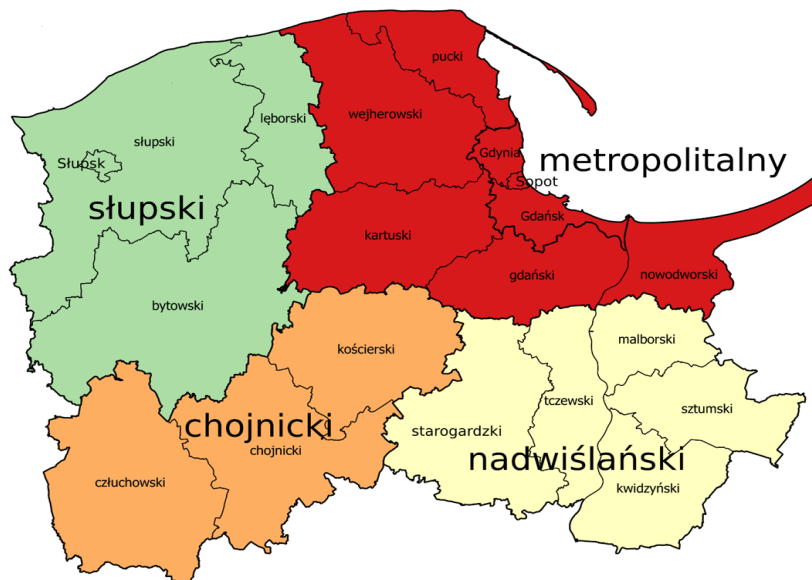 pucki
wejherowski
lęborski
słupski
Gdynia
metropolitalny
Słupsk
Sopot
słupski
Gdańsk
kartuski
gdański
nowodworski
bytowski
malborski
kościerski
tczewski
sztumski
chojnicki
starogardzki
chojnicki
nadwiślański
człuchowski
kwidzyński